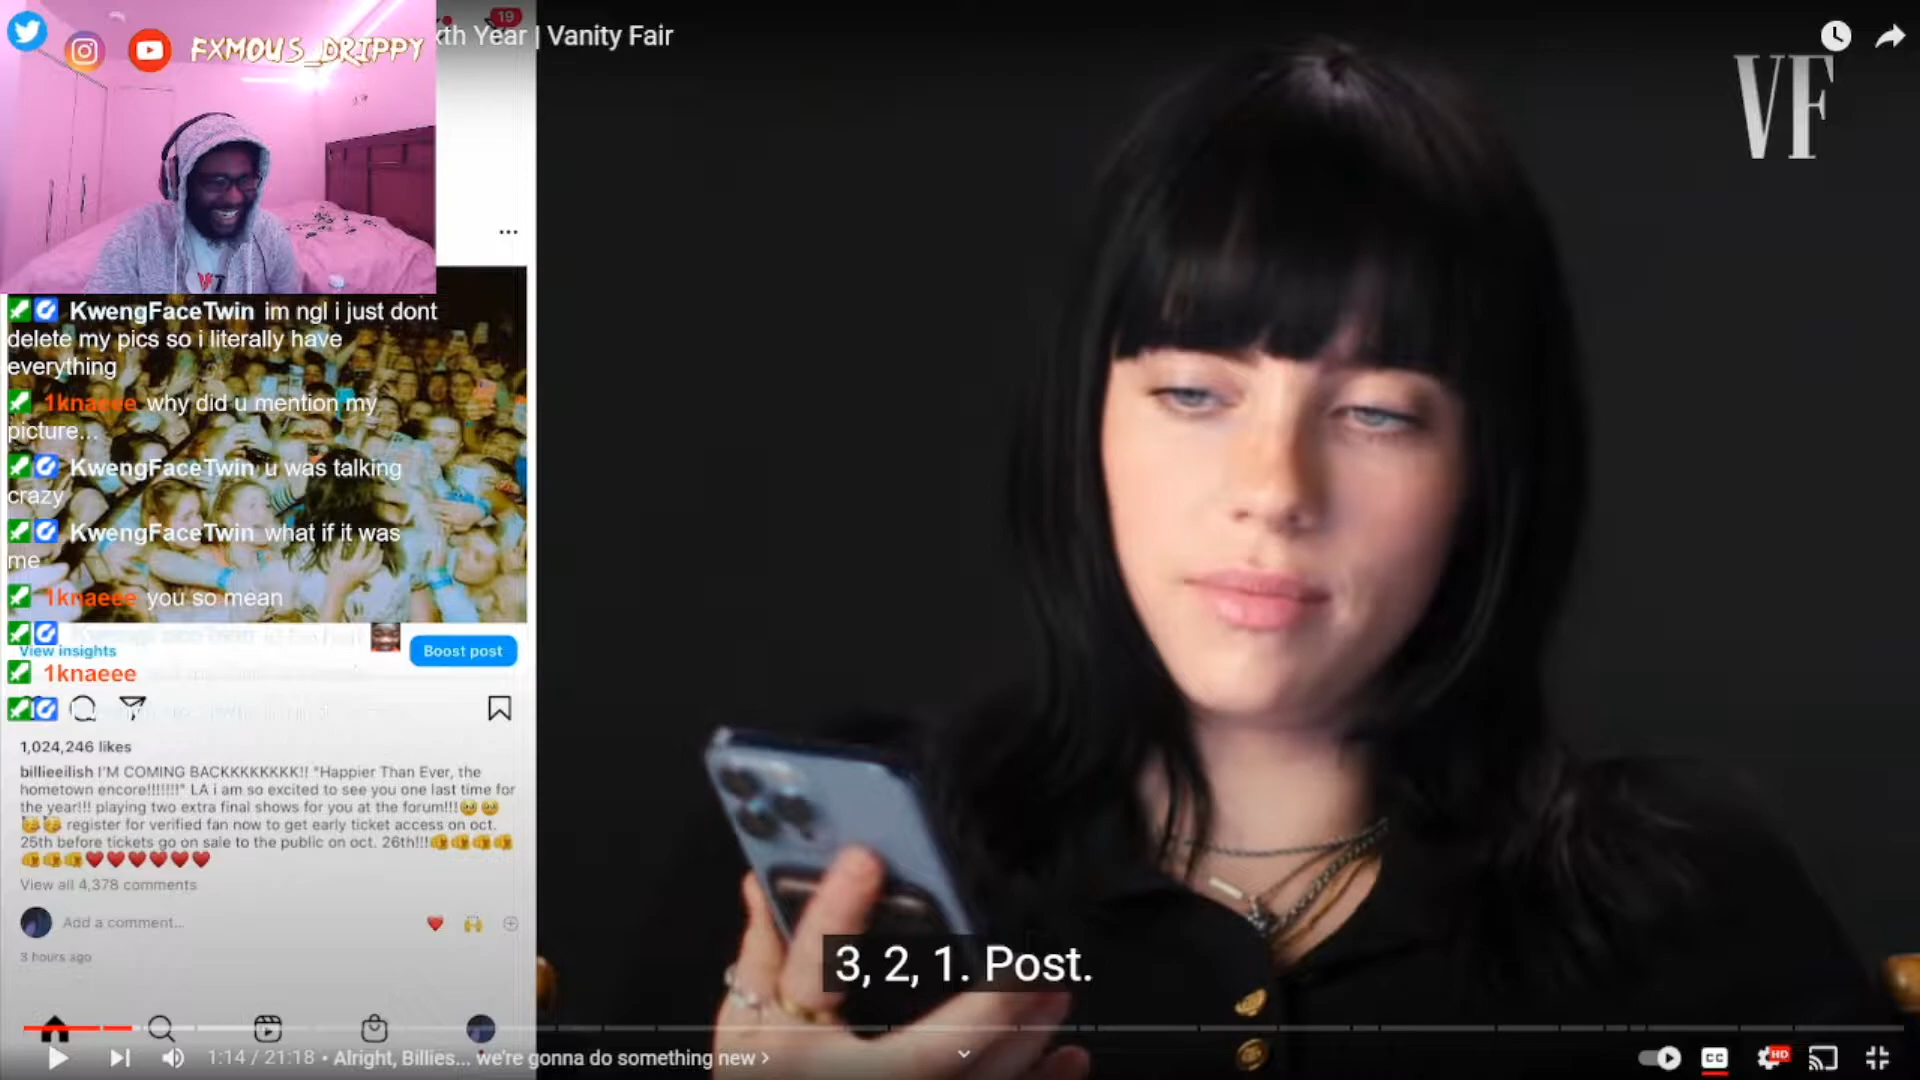 19
xth Year | Vanity Fair
FXMOUS_DRIPPY
VF
KwengFaceTwin im ngl i just dont
delete my pics so i literally have
everything
1knaeee why did u mention my
picture...
KwengFaceTwin u was talking
crazy
KwengFaceTwin what if it was
me
1knaeee you so mean
View insights
Boost post
1knaeee
1,024,246 likes
billieeilish I'M COMING BACKKKKKKKK!! "Happier Than Ever, the
hometown encore!!!!!!!" LA i am so excited to see you one last time for
the year!!! playing two extra final shows for you at the forum!!!🥹🥹
🥳🥳 register for verified fan now to get early ticket access on oct.
25th before tickets go on sale to the public on oct. 26th!!!🫵🫵🫵🫵
🫵🫵🫵❤️❤️❤️❤️❤️❤️
View all 4,378 comments
Add a comment...
3 hours ago
3, 2, 1. Post.
1:14 / 21:18 • Alright, Billies... we're gonna do something new ›
CC
HD